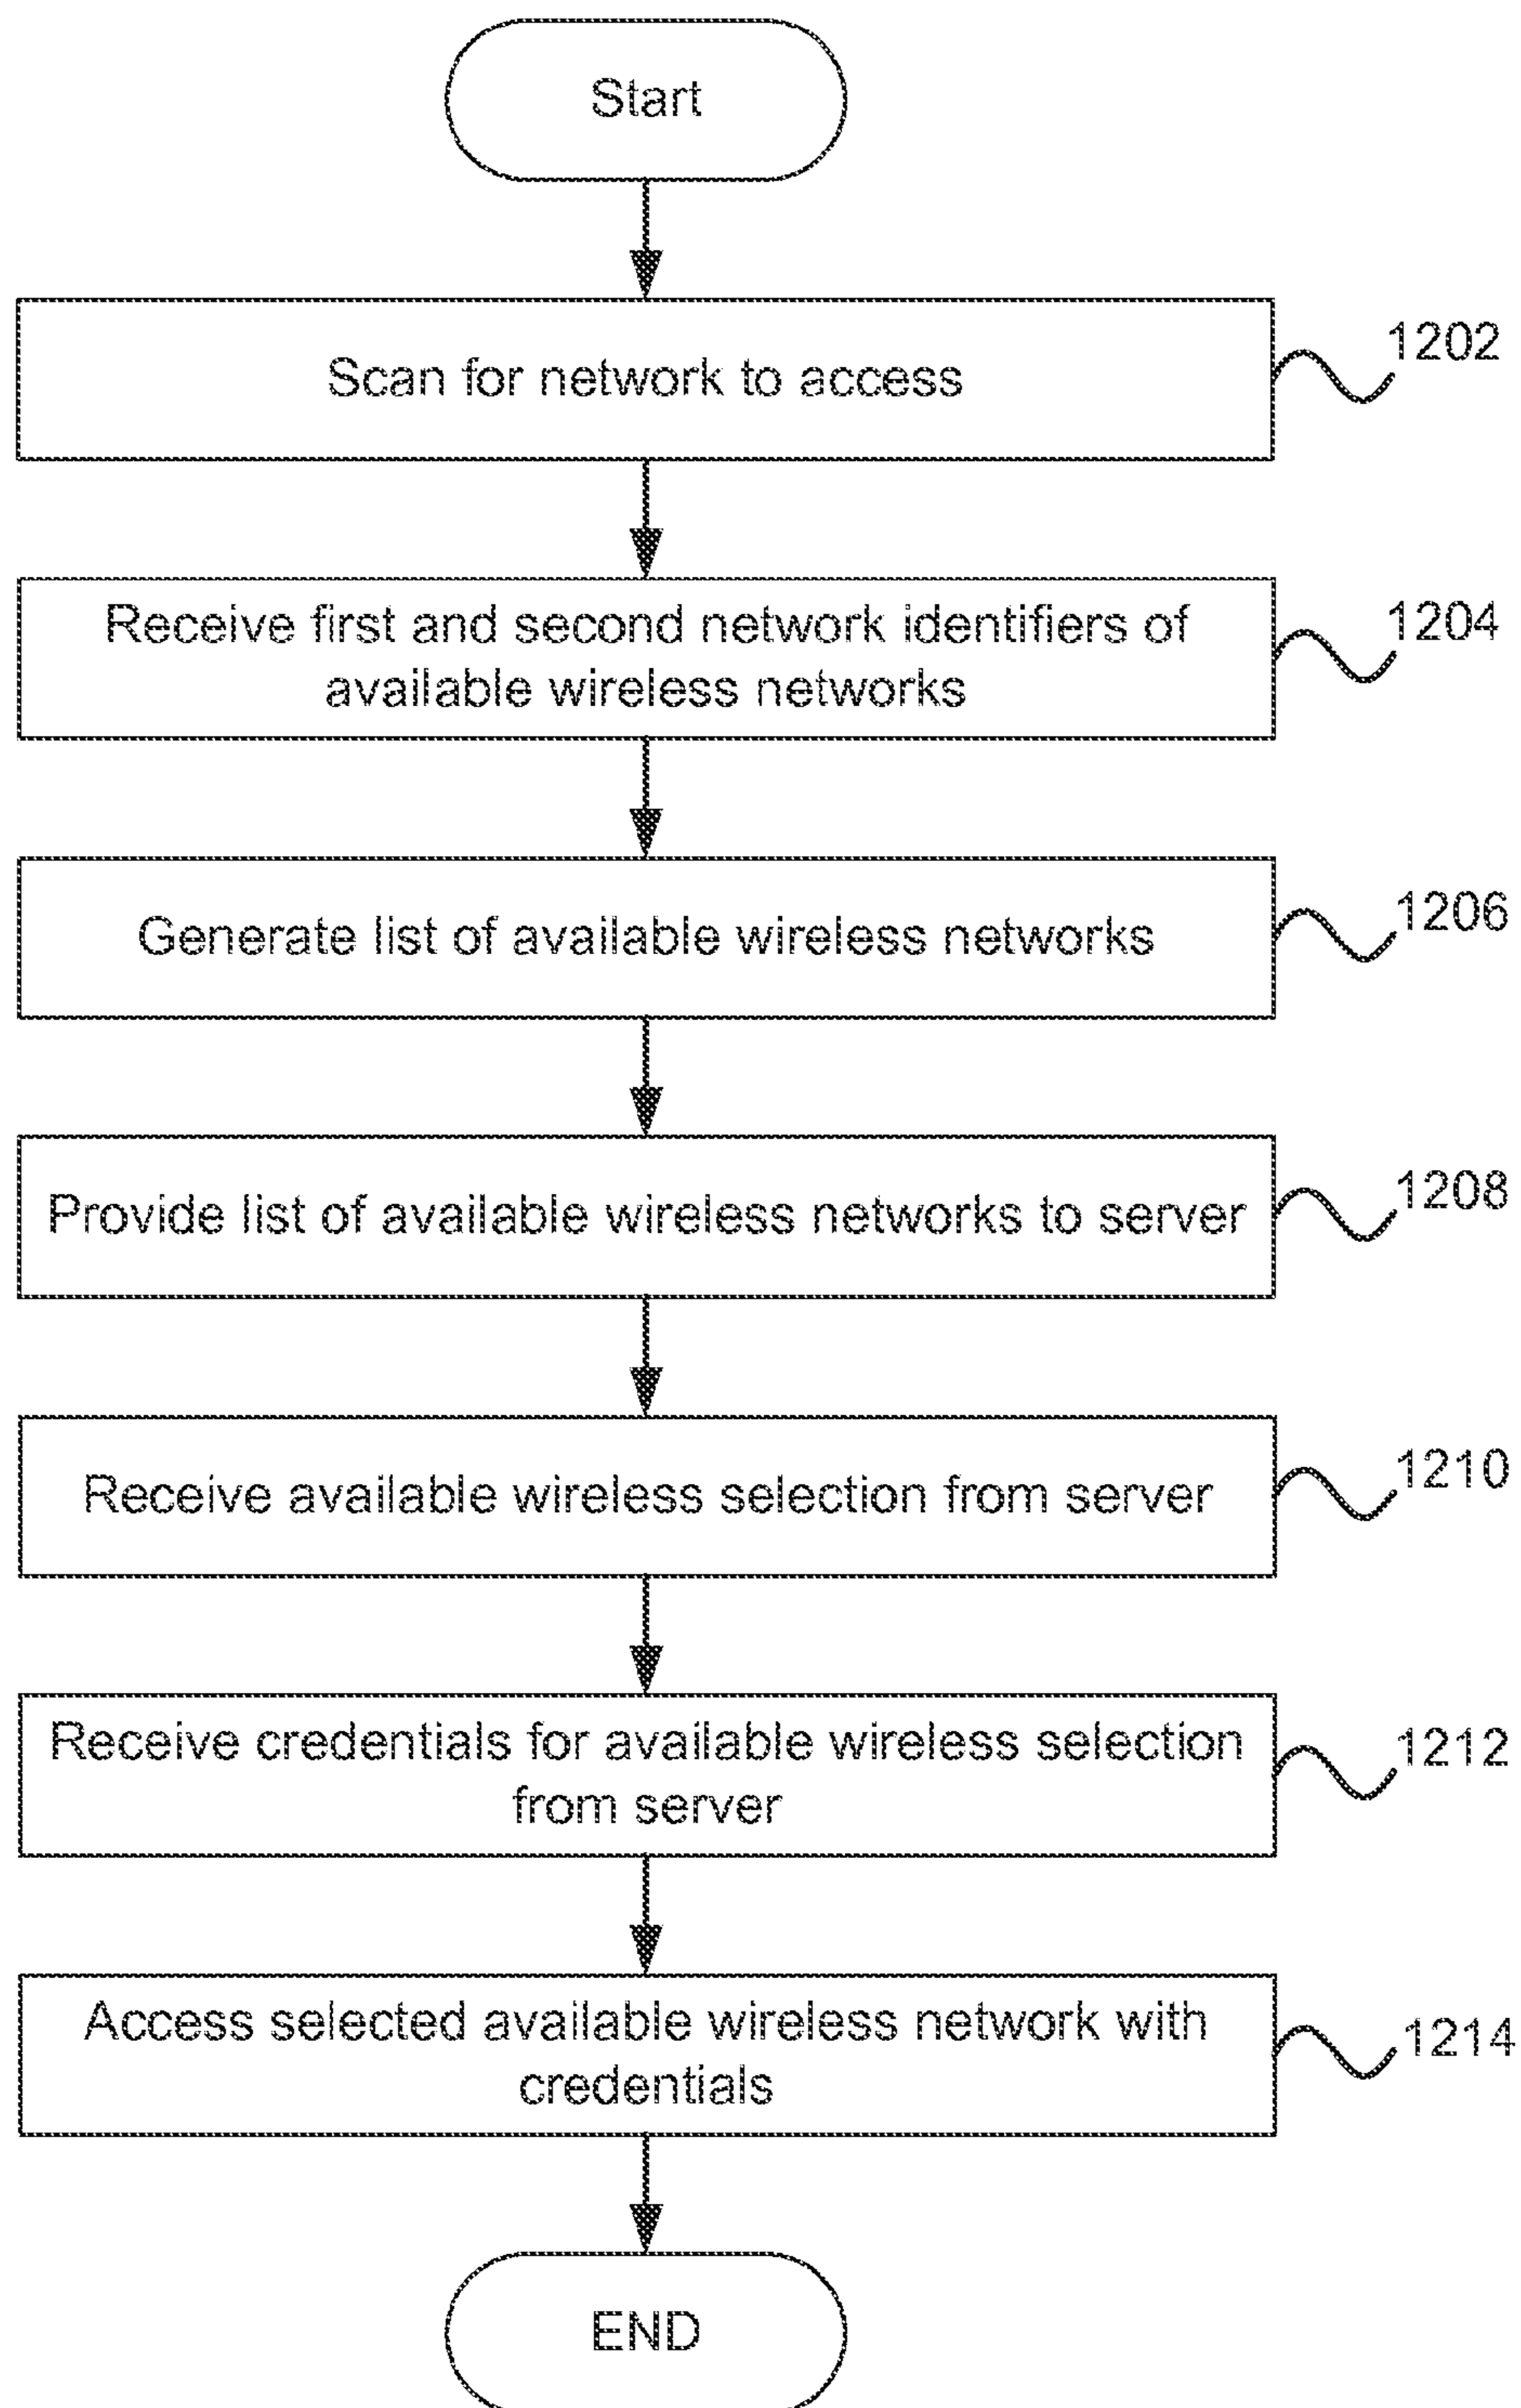 Start
Scan for network to access
1202
Receive first and second network identifiers of
available wireless networks
1204
Generate list of available wireless networks
1206
Provide list of available wireless networks to server
1208
Receive available wireless selection from server
1210
Receive credentials for available wireless selection
from server
1212
Access selected available wireless network with
credentials
1214
END